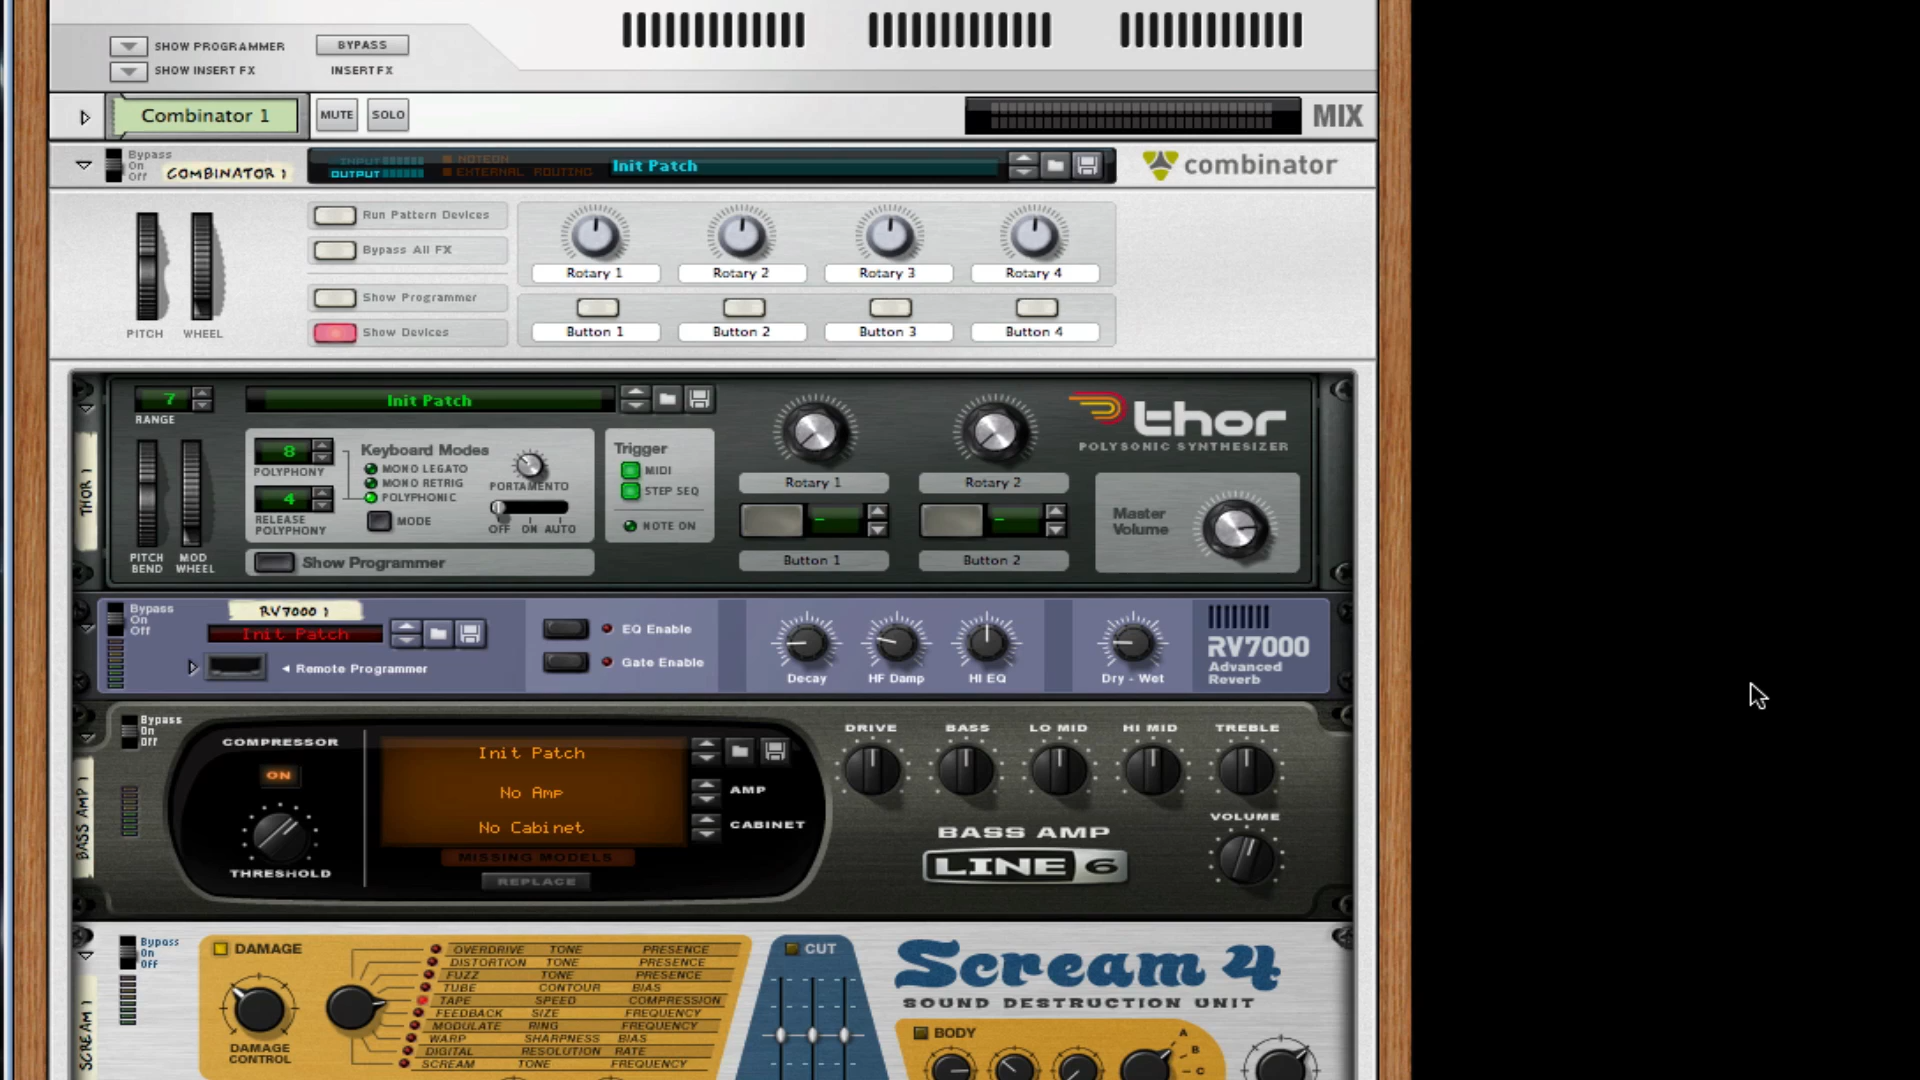 SHOW PROGRAMMER
BYPASS
SHOW INSERT FX
INSERT FX
Combinator 1
MUTE
SOLO
MIX
Bypass
On
Off
COMBINATOR 1
INPUT
OUTPUT
NOTE ON
EXTERNAL ROUTING
Init Patch
combinator
Run Pattern Devices
Bypass All FX
Show Programmer
Show Devices
PITCH
WHEEL
Rotary 1
Rotary 2
Rotary 3
Rotary 4
Button 1
Button 2
Button 3
Button 4
7
RANGE
Init Patch
thor
POLYSONIC SYNTHESIZER
THOR 1
8
POLYPHONY
4
RELEASE
POLYPHONY
Keyboard Modes
MONO LEGATO
MONO RETRIG
POLYPHONIC
MODE
PORTAMENTO
OFF ON AUTO
Trigger
MIDI
STEP SEQ
NOTE ON
Rotary 1
Rotary 2
Button 1
Button 2
Master
Volume
PITCH
BEND
MOD
WHEEL
Show Programmer
Bypass
On
Off
RV7000 1
Init Patch
Remote Programmer
EQ Enable
Gate Enable
Decay
HF Damp
HI EQ
Dry - Wet
RV7000
Advanced
Reverb
Bypass
On
Off
BASS AMP 1
COMPRESSOR
ON
THRESHOLD
Init Patch
No Amp
No Cabinet
MISSING MODELS
REPLACE
AMP
CABINET
DRIVE
BASS
LO MID
HI MID
TREBLE
VOLUME
BASS AMP
LINE 6
Bypass
On
Off
SCREAM 1
DAMAGE
DAMAGE
CONTROL
OVERDRIVE TONE PRESENCE
DISTORTION TONE PRESENCE
FUZZ TONE PRESENCE
TUBE CONTOUR BIAS
TAPE SPEED COMPRESSION
FEEDBACK SIZE FREQUENCY
MODULATE RING FREQUENCY
WARP SHARPNESS BIAS
DIGITAL RESOLUTION RATE
SCREAM TONE FREQUENCY
CUT
Scream 4
SOUND DESTRUCTION UNIT
BODY
A
B
C